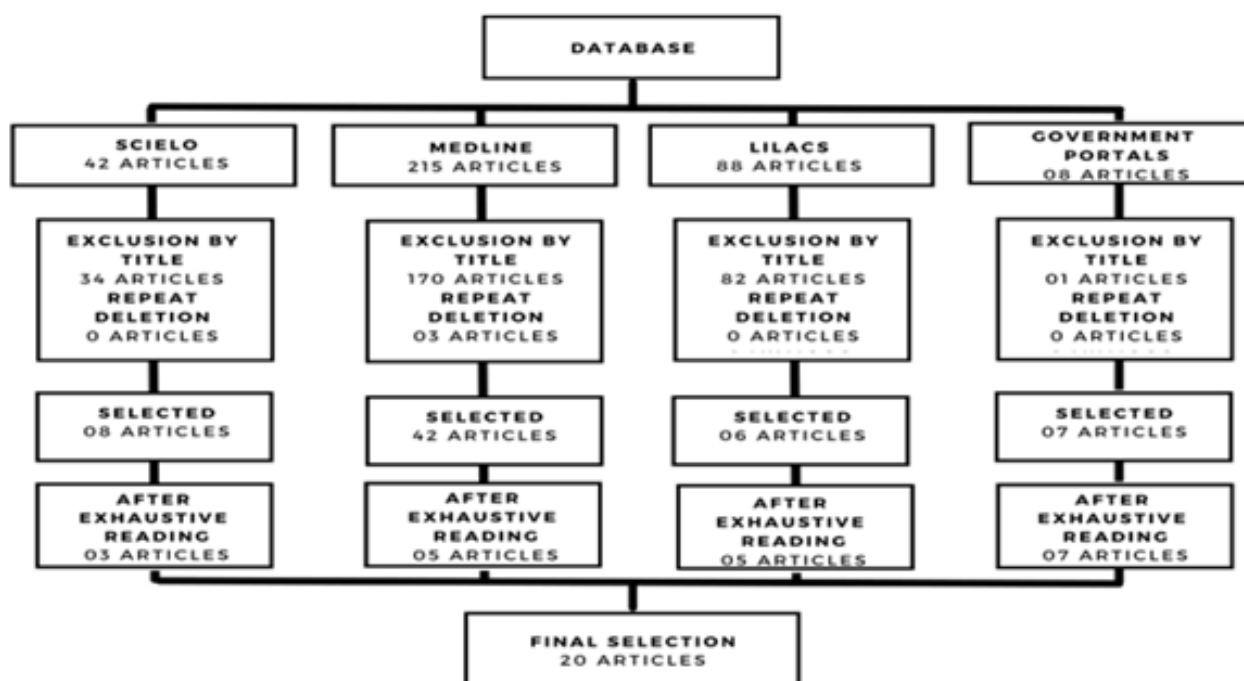 DATABASE
SCIELO
42 ARTICLES
MEDLINE
215 ARTICLES
LILACS
88 ARTICLES
GOVERNMENT
PORTALS
08 ARTICLES
EXCLUSION BY
TITLE
34 ARTICLES
REPEAT
DELETION
0 ARTICLES
EXCLUSION BY
TITLE
170 ARTICLES
REPEAT
DELETION
03 ARTICLES
EXCLUSION BY
TITLE
82 ARTICLES
REPEAT
DELETION
0 ARTICLES
EXCLUSION BY
TITLE
01 ARTICLES
REPEAT
DELETION
0 ARTICLES
SELECTED
08 ARTICLES
SELECTED
42 ARTICLES
SELECTED
06 ARTICLES
SELECTED
07 ARTICLES
AFTER
EXHAUSTIVE
READING
03 ARTICLES
AFTER
EXHAUSTIVE
READING
05 ARTICLES
AFTER
EXHAUSTIVE
READING
05 ARTICLES
AFTER
EXHAUSTIVE
READING
07 ARTICLES
FINAL SELECTION
20 ARTICLES